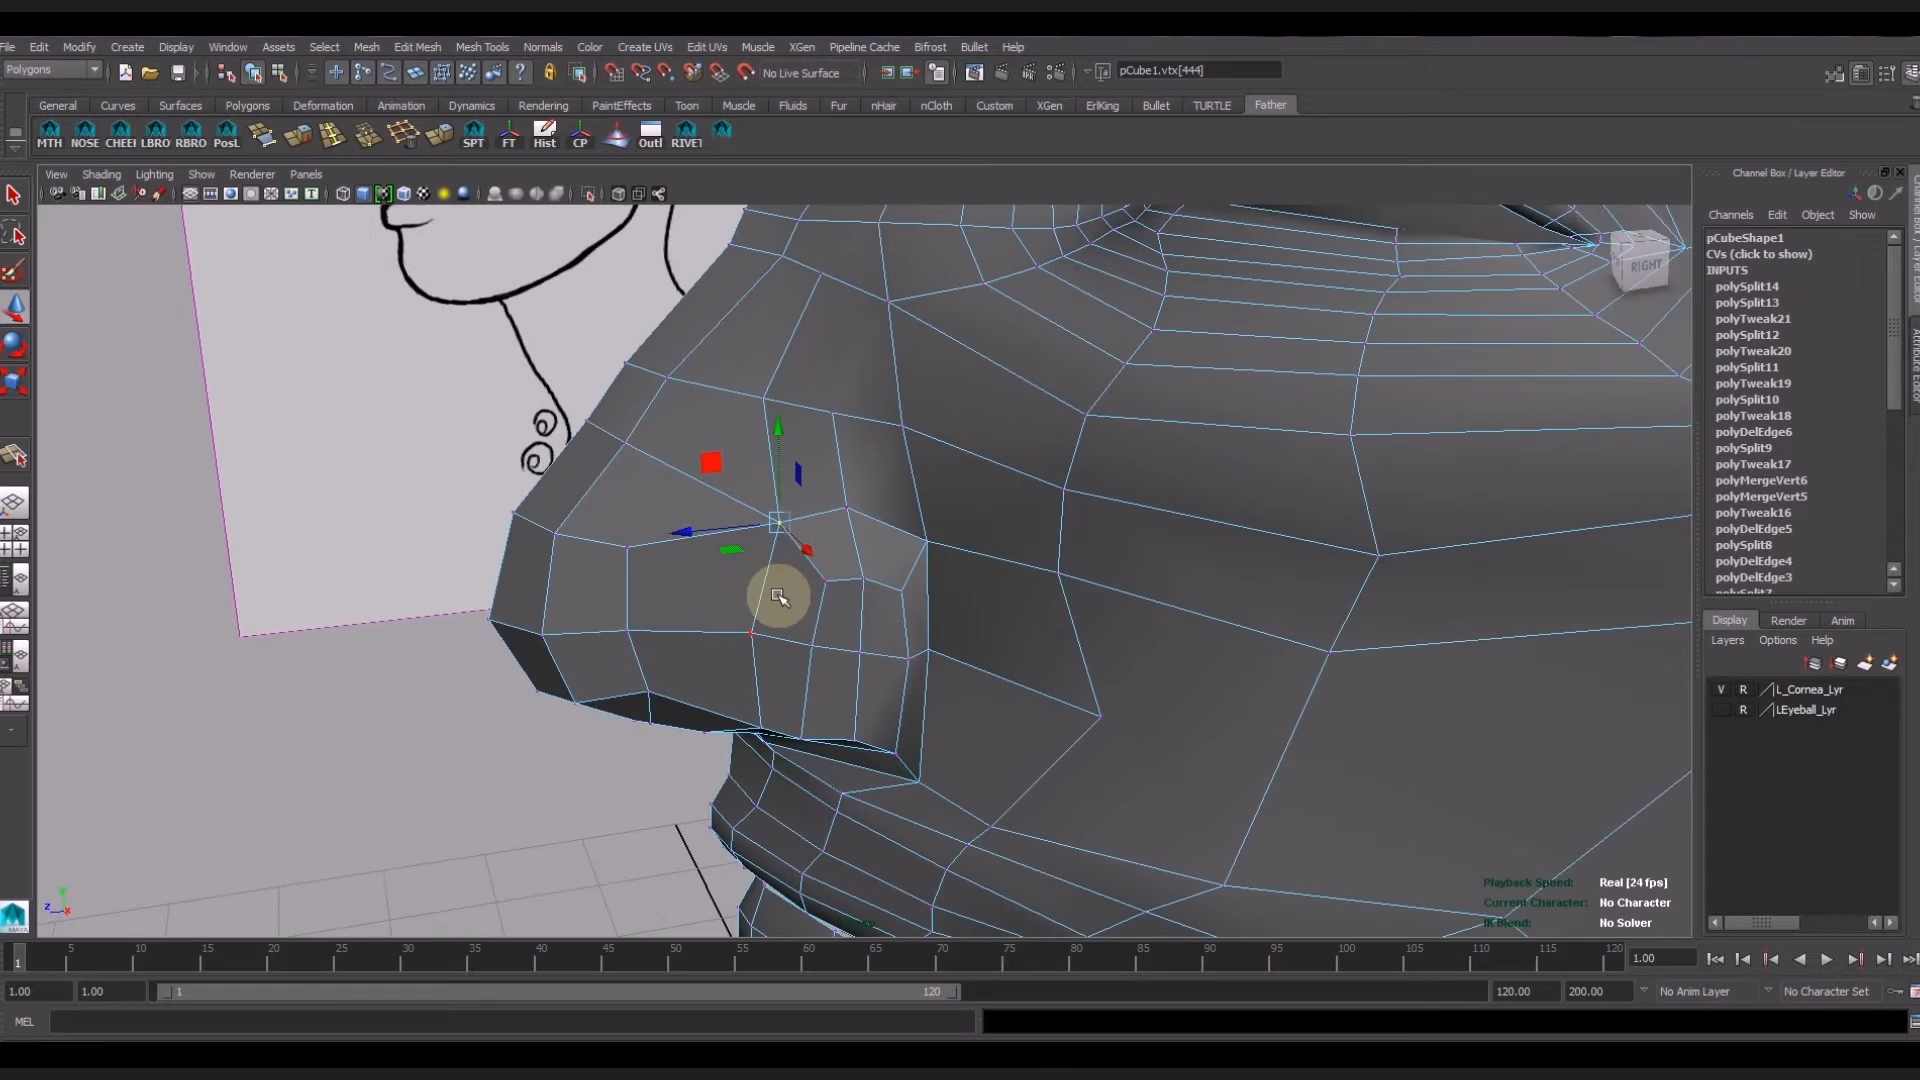 File Edit Modify Create Display Window Assets Select Mesh Edit Mesh Mesh Tools Normals Color Create UVs Edit UVs Muscle XGen Pipeline Cache Bifrost Bullet Help
Polygons
No Live Surface
pCube1.vtx[444]
General Curves Surfaces Polygons Deformation Animation Dynamics Rendering PaintEffects Toon Muscle Fluids Fur nHair nCloth Custom XGen ErlKing Bullet TURTLE Father
MTH NOSE CHEEI LBRO RBRO PosL SPT FT Hist CP Outl RIVET
View Shading Lighting Show Renderer Panels
Channel Box / Layer Editor
Channels Edit Object Show
pCubeShape1
CVs (click to show)
INPUTS
polySplit14
polySplit13
polyTweak21
polySplit12
polyTweak20
polySplit11
polyTweak19
polySplit10
polyTweak18
polyDelEdge6
polySplit9
polyTweak17
polyMergeVert6
polyMergeVert5
polyTweak16
polyDelEdge5
polySplit8
polyDelEdge4
polyDelEdge3
polySplit7
RIGHT
Channel Box / Layer Editor
Attribute Editor
Display Render Anim
Layers Options Help
V R L_Cornea_Lyr
R LEyeball_Lyr
Playback Speed: Real [24 fps]
Current Character: No Character
IK Blend: No Solver
z x
1 5 10 15 20 25 30 35 40 45 50 55 60 65 70 75 80 85 90 95 100 105 110 115 120
1.00
1.00 1.00 1 120 120.00 200.00 No Anim Layer No Character Set
MEL